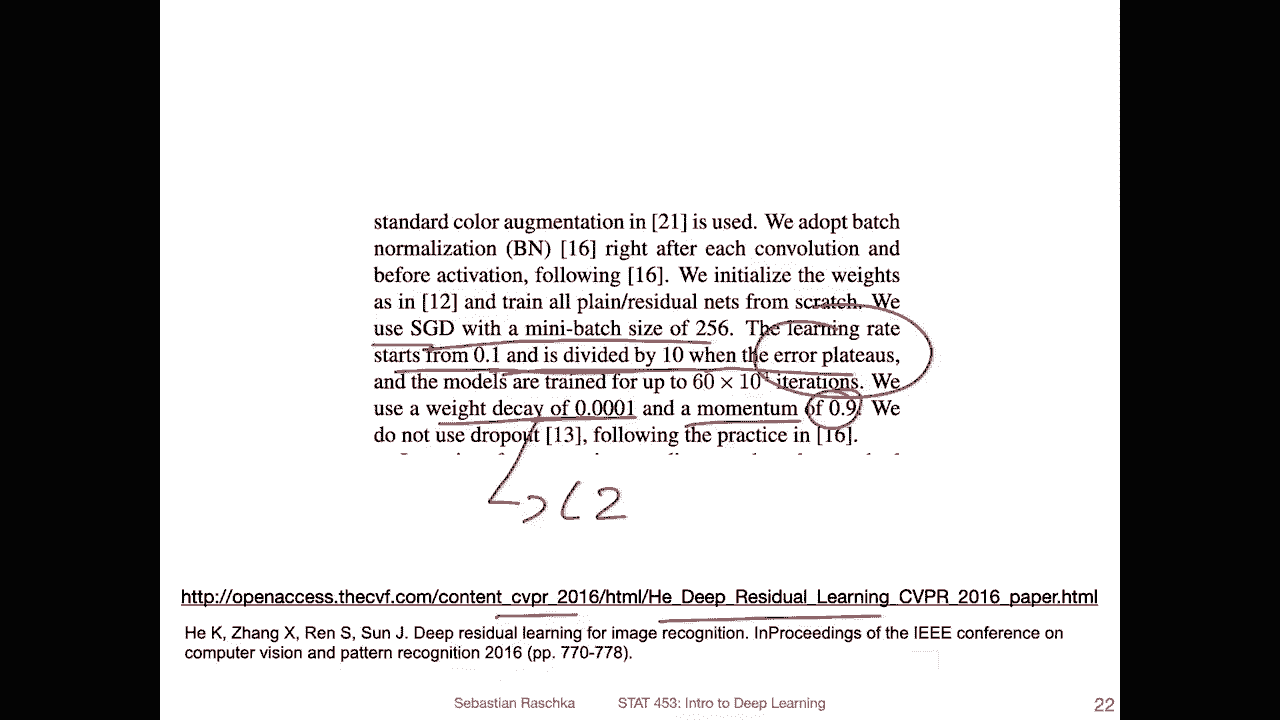 standard color augmentation in [21] is used. We adopt batch
normalization (BN) [16] right after each convolution and
before activation, following [16]. We initialize the weights
as in [12] and train all plain/residual nets from scratch. We
use SGD with a mini-batch size of 256. The learning rate
starts from 0.1 and is divided by 10 when the error plateaus,
and the models are trained for up to 60 × 10⁴ iterations. We
use a weight decay of 0.0001 and a momentum of 0.9. We
do not use dropout [13], following the practice in [16].
L2
http://openaccess.thecvf.com/content_cvpr_2016/html/He_Deep_Residual_Learning_CVPR_2016_paper.html
He K, Zhang X, Ren S, Sun J. Deep residual learning for image recognition. InProceedings of the IEEE conference on
computer vision and pattern recognition 2016 (pp. 770-778).
Sebastian Raschka STAT 453: Intro to Deep Learning 22